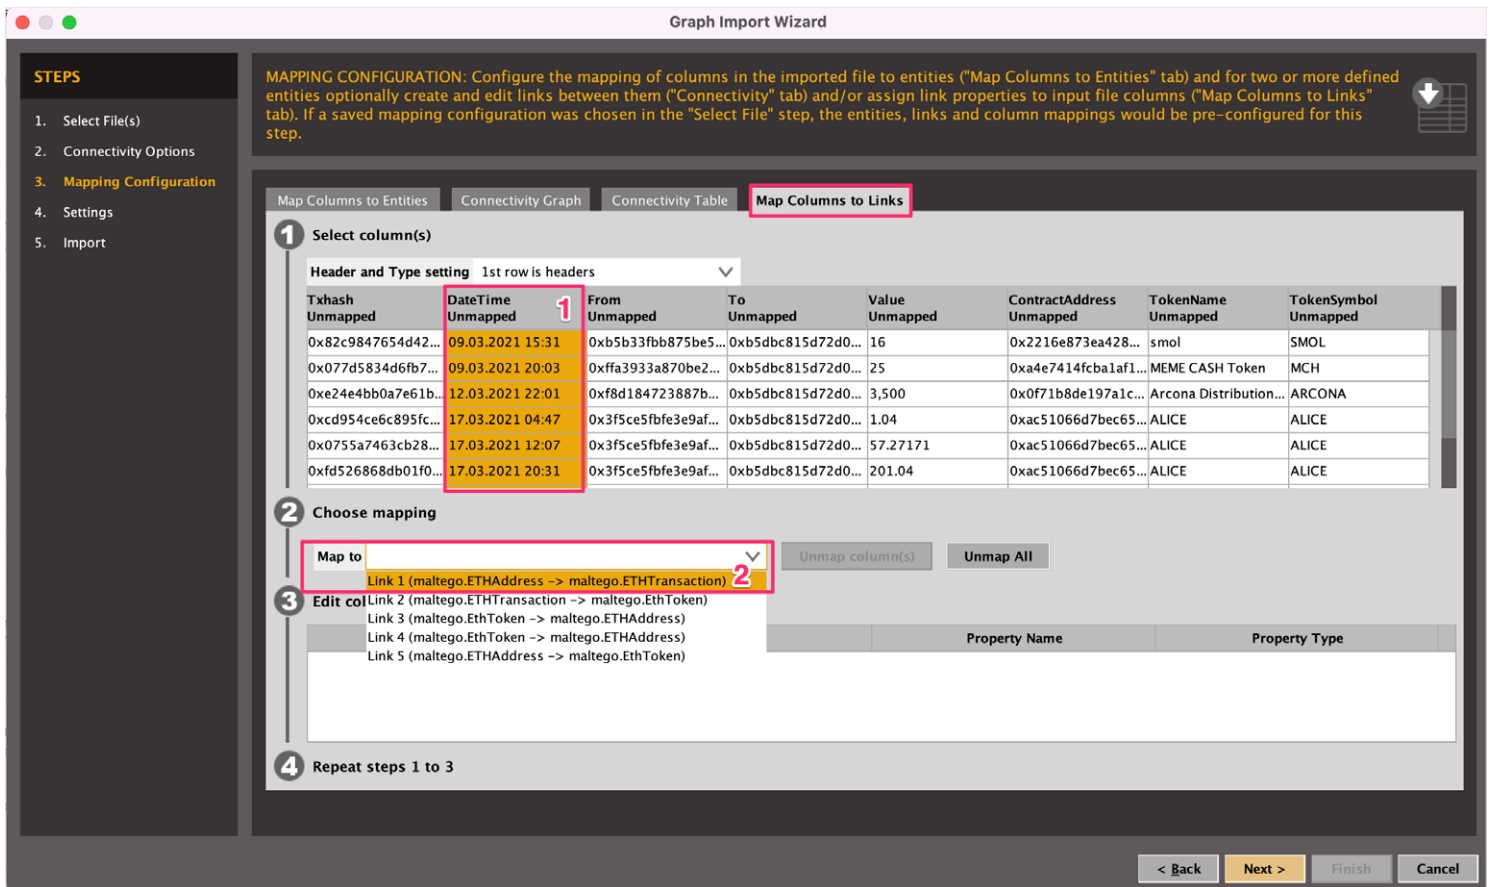 Graph Import Wizard
STEPS
1. Select File(s)
2. Connectivity Options
3. Mapping Configuration
4. Settings
5. Import
MAPPING CONFIGURATION: Configure the mapping of columns in the imported file to entities ("Map Columns to Entities" tab) and for two or more defined
entities optionally create and edit links between them ("Connectivity" tab) and/or assign link properties to input file columns ("Map Columns to Links"
tab). If a saved mapping configuration was chosen in the "Select File" step, the entities, links and column mappings would be pre-configured for this
step.
Map Columns to Entities Connectivity Graph Connectivity Table Map Columns to Links
1 Select column(s)
Header and Type setting 1st row is headers
Txhash DateTime 1 From To Value ContractAddress TokenName TokenSymbol
Unmapped Unmapped Unmapped Unmapped Unmapped Unmapped Unmapped Unmapped
0x82c9847654d42... 09.03.2021 15:31 0xb5b33fbb875be5... 0xb5dbc815d72d0... 16 0x2216e873ea428... smol SMOL
0x077d5834d6fb7... 09.03.2021 20:03 0xffa3933a870be2... 0xb5dbc815d72d0... 25 0xa4e7414fcba1af1... MEME CASH Token MCH
0xe24e4bb0a7e61b... 12.03.2021 22:01 0xf8d184723887b... 0xb5dbc815d72d0... 3,500 0x0f71b8de197a1c... Arcona Distribution... ARCONA
0xcd954ce6c895fc... 17.03.2021 04:47 0x3f5ce5fbfe3e9af... 0xb5dbc815d72d0... 1.04 0xac51066d7bec65... ALICE ALICE
0x0755a7463cb28... 17.03.2021 12:07 0x3f5ce5fbfe3e9af... 0xb5dbc815d72d0... 57.27171 0xac51066d7bec65... ALICE ALICE
0xfd526868db01f0... 17.03.2021 20:31 0x3f5ce5fbfe3e9af... 0xb5dbc815d72d0... 201.04 0xac51066d7bec65... ALICE ALICE
2 Choose mapping
Map to Unmap column(s) Unmap All
Link 1 (maltego.ETHAddress -> maltego.ETHTransaction) 2
3 Edit col
Link 2 (maltego.ETHTransaction -> maltego.EthToken)
Link 3 (maltego.EthToken -> maltego.ETHAddress)
Link 4 (maltego.EthToken -> maltego.ETHAddress)
Link 5 (maltego.ETHAddress -> maltego.EthToken)
Property Name Property Type
4 Repeat steps 1 to 3
< Back Next > Finish Cancel